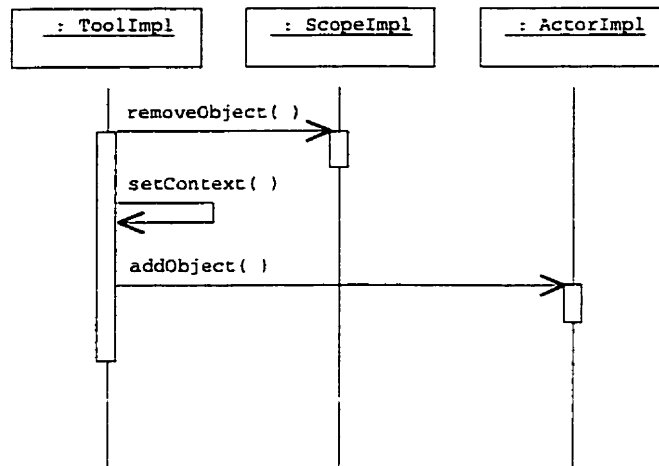 : ToolImpl
: ScopeImpl
: ActorImpl
removeObject( )
setContext( )
addObject( )